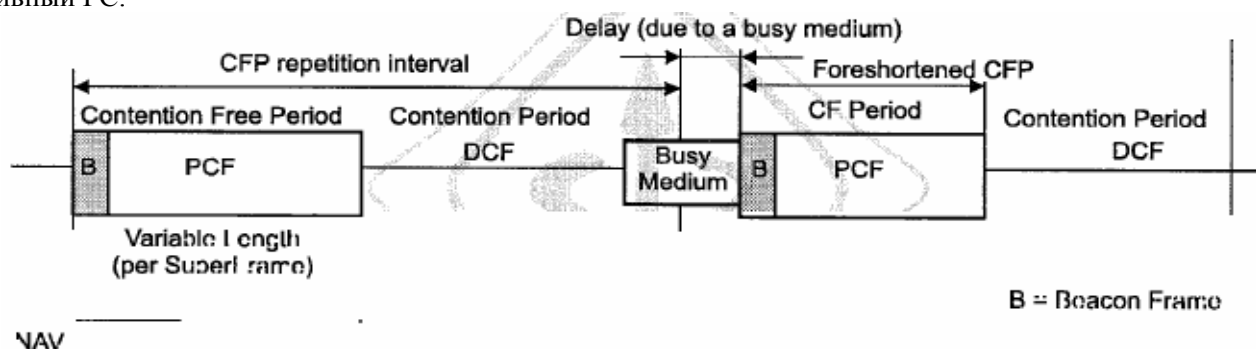 Delay (due to a busy medium)
CFP repetition interval
Foreshortened CFP
Contention Free Period
Contention Period
CF Period
Contention Period
B
PCF
DCF
Busy
Medium
B
PCF
DCF
Variable Length
(per SuperFrame)
B = Beacon Frame
NAV